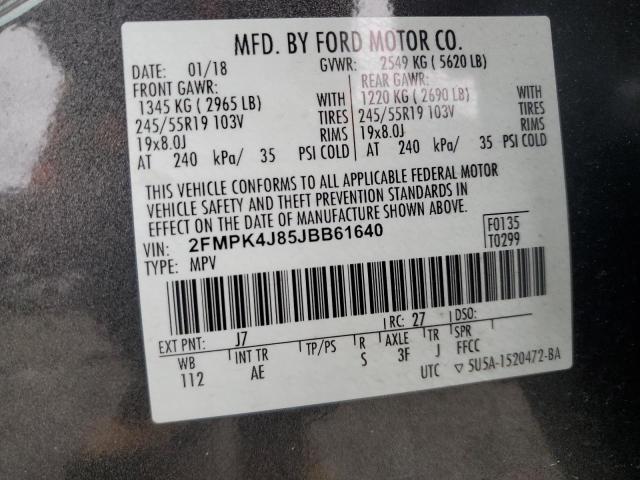 MFD. BY FORD MOTOR CO.
DATE: 01/18 GVWR: 2549 KG ( 5620 LB)
FRONT GAWR: REAR GAWR:
1345 KG ( 2965 LB) WITH 1220 KG ( 2690 LB) WITH
245/55R19 103V TIRES 245/55R19 103V TIRES
19x8.0J RIMS 19x8.0J RIMS
AT 240 kPa/ 35 PSI COLD AT 240 kPa/ 35 PSI COLD
THIS VEHICLE CONFORMS TO ALL APPLICABLE FEDERAL MOTOR
VEHICLE SAFETY AND THEFT PREVENTION STANDARDS IN
EFFECT ON THE DATE OF MANUFACTURE SHOWN ABOVE.
VIN: 2FMPK4J85JBB61640 F0135
TYPE: MPV T0299
EXT PNT: J7 RC: 27 DSO:
WB INT TR TP/PS R AXLE TR SPR
112 AE S 3F J FFCC
UTC ▽ 5U5A-1520472-BA